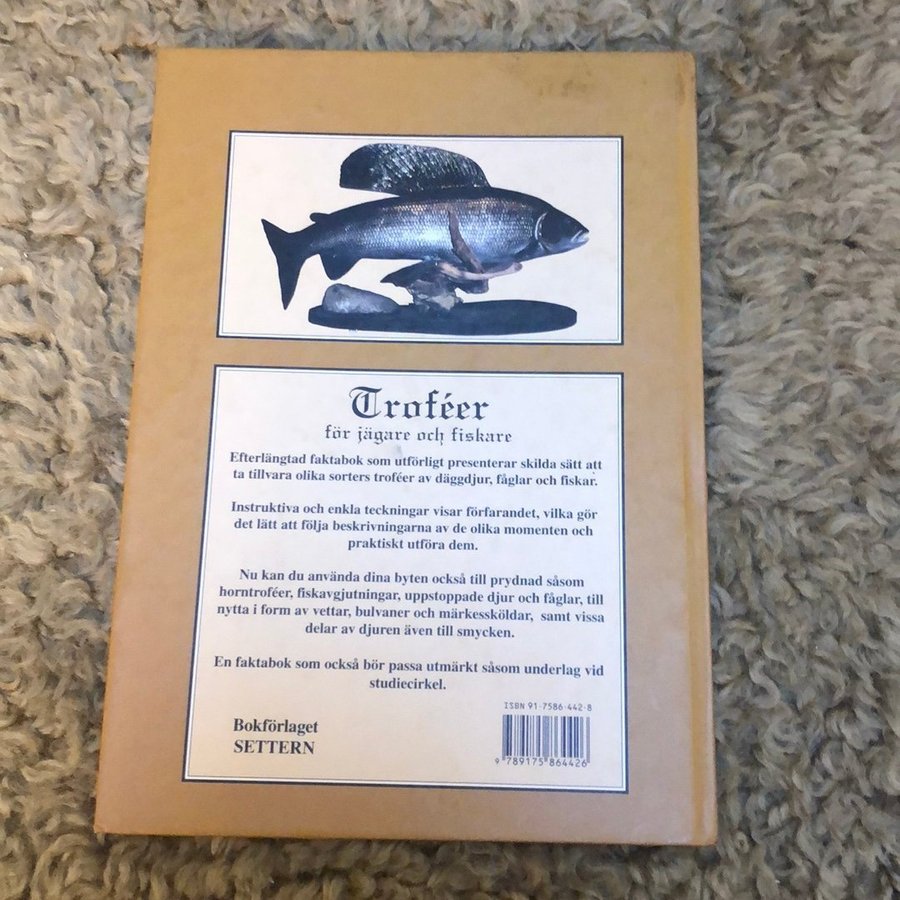 Troféer
för jägare och fiskare
Efterlängtad faktabok som utförligt presenterar skilda sätt att
ta tillvara olika sorters troféer av däggdjur, fåglar och fiskar.
Instruktiva och enkla teckningar visar förfarandet, vilka gör
det lätt att följa beskrivningarna av de olika momenten och
praktiskt utföra dem.
Nu kan du använda dina byten också till prydnad såsom
horntroféer, fiskavgjutningar, uppstoppade djur och fåglar, till
nytta i form av vettar, bulvaner och märkessköldar, samt vissa
delar av djuren även till smycken.
En faktabok som också bör passa utmärkt såsom underlag vid
studiecirkel.
ISBN 91-7586-442-8
Bokförlaget
SETTERN
9 789175 864426